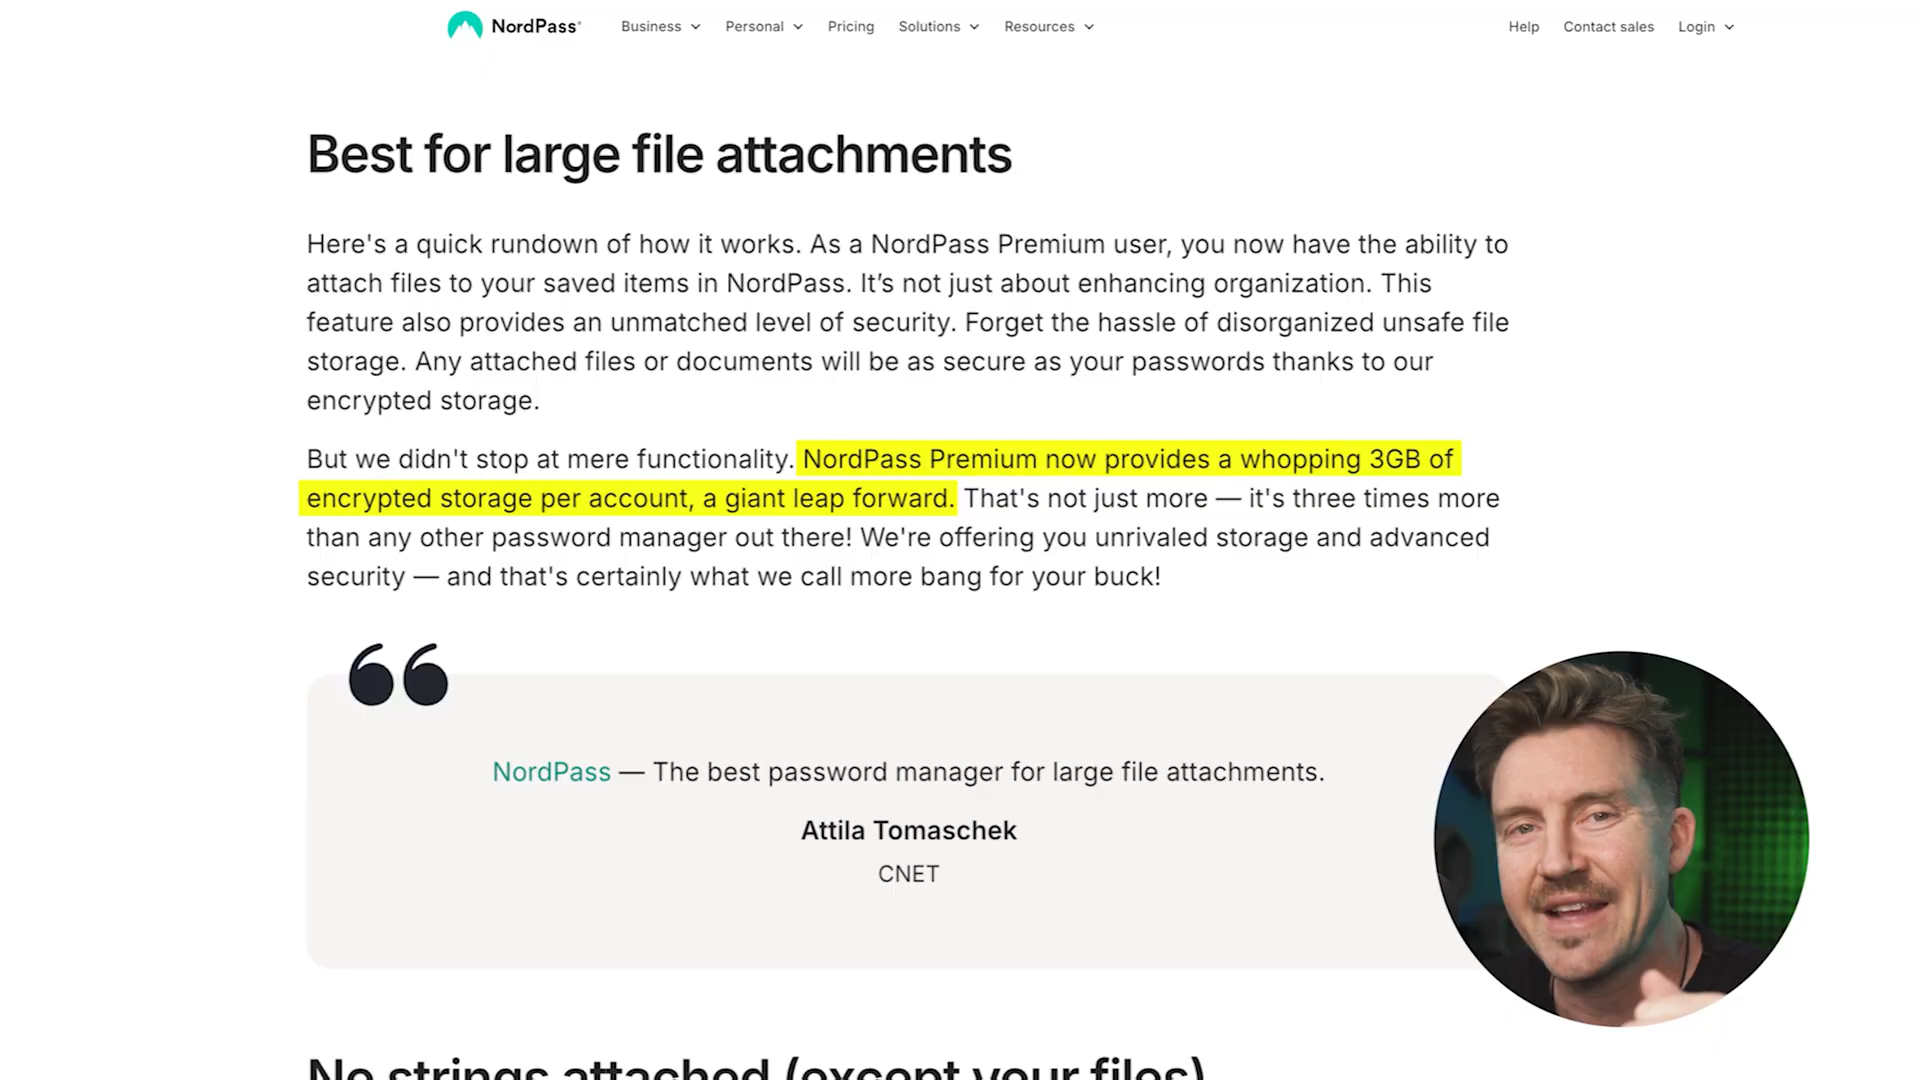 NordPass®
Business
Personal
Pricing
Solutions
Resources
Help
Contact sales
Login
Best for large file attachments
Here's a quick rundown of how it works. As a NordPass Premium user, you now have the ability to
attach files to your saved items in NordPass. It’s not just about enhancing organization. This
feature also provides an unmatched level of security. Forget the hassle of disorganized unsafe file
storage. Any attached files or documents will be as secure as your passwords thanks to our
encrypted storage.
But we didn't stop at mere functionality. NordPass Premium now provides a whopping 3GB of
encrypted storage per account, a giant leap forward. That's not just more — it's three times more
than any other password manager out there! We're offering you unrivaled storage and advanced
security — and that's certainly what we call more bang for your buck!
“
NordPass — The best password manager for large file attachments.
Attila Tomaschek
CNET
No strings attached (except your files)